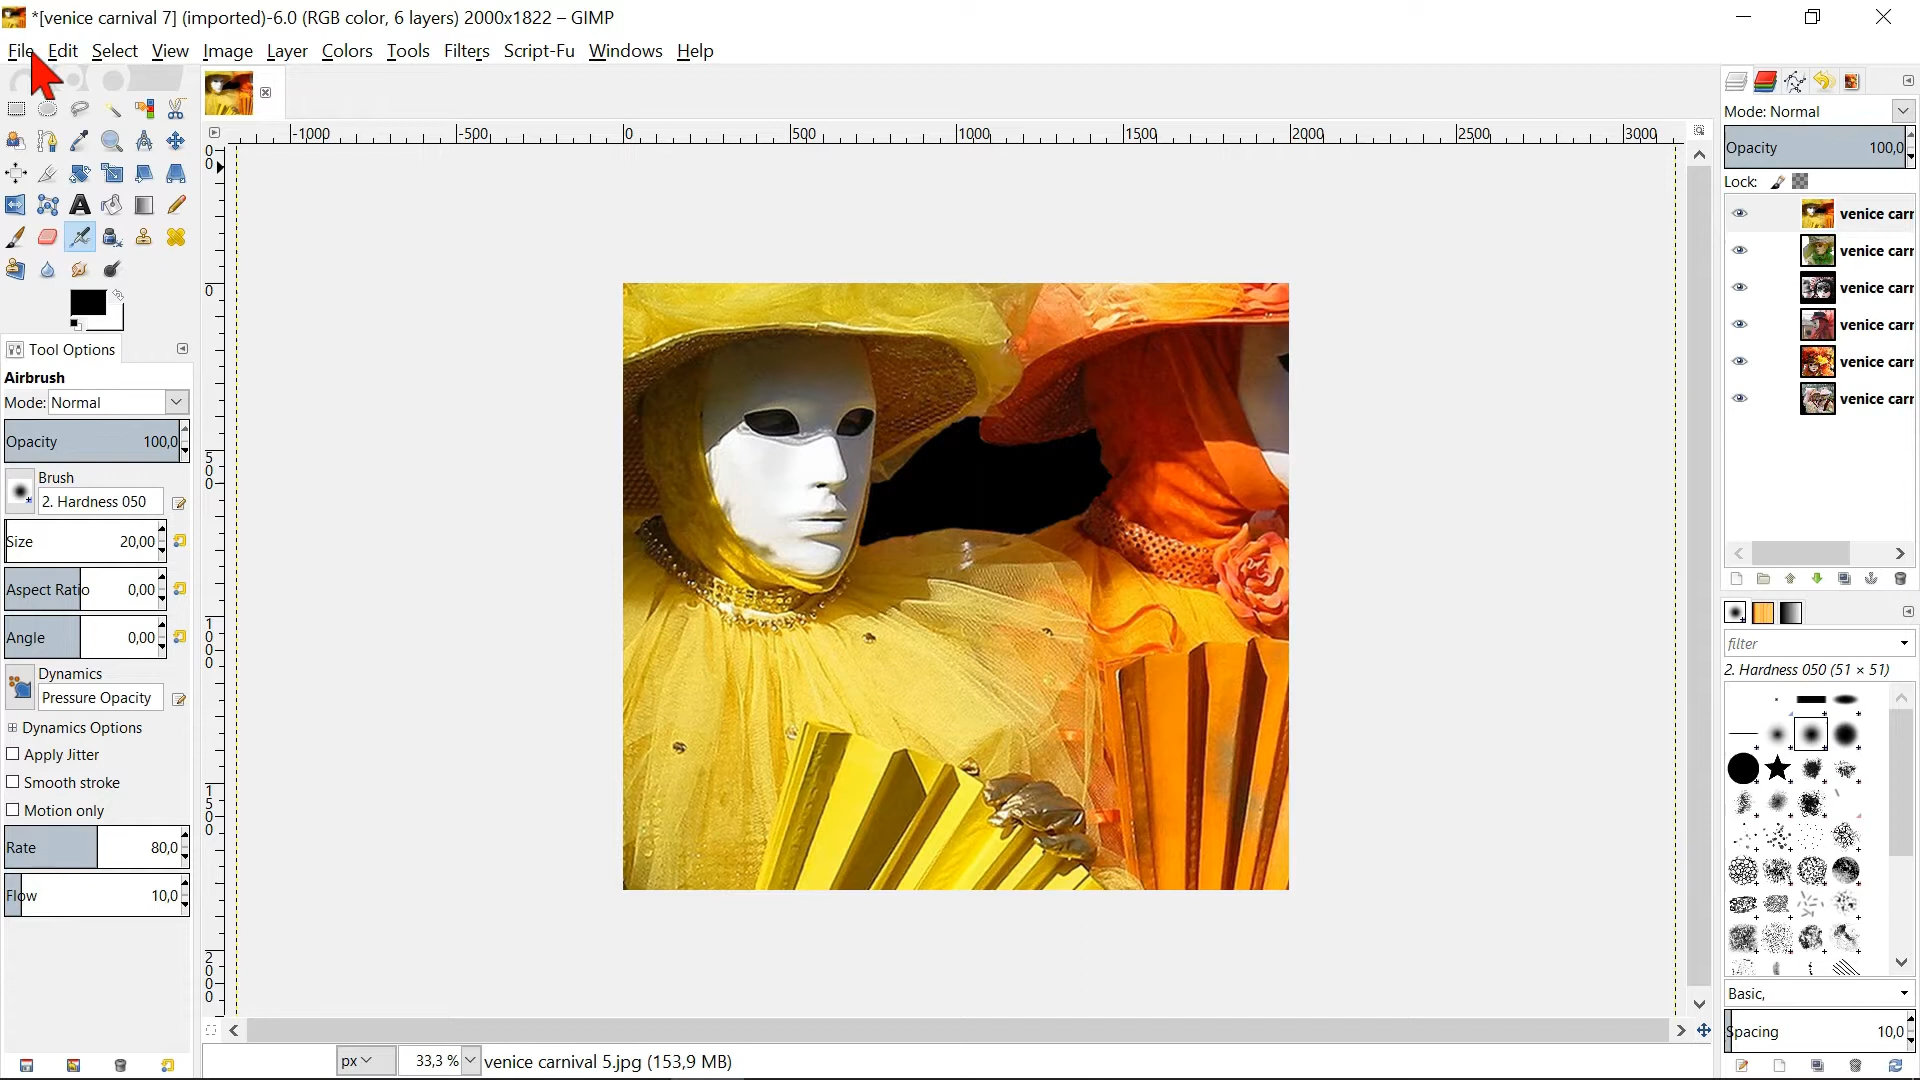 *[venice carnival 7] (imported)-6.0 (RGB color, 6 layers) 2000x1822 – GIMP
File Edit Select View Image Layer Colors Tools Filters Script-Fu Windows Help
-1000 -500 0 500 1000 1500 2000 2500 3000
Tool Options
Airbrush
Mode: Normal
Opacity 100,0
Brush
2. Hardness 050
Size 20,00
Aspect Ratio 0,00
Angle 0,00
Dynamics
Pressure Opacity
Dynamics Options
Apply Jitter
Smooth stroke
Motion only
Rate 80,0
Flow 10,0
0
500
1000
1500
2000
px 33,3 % venice carnival 5.jpg (153,9 MB)
Mode: Normal
Opacity 100,0
Lock:
venice carr
venice carr
venice carr
venice carr
venice carr
venice carr
filter
2. Hardness 050 (51 × 51)
Basic,
Spacing 10,0